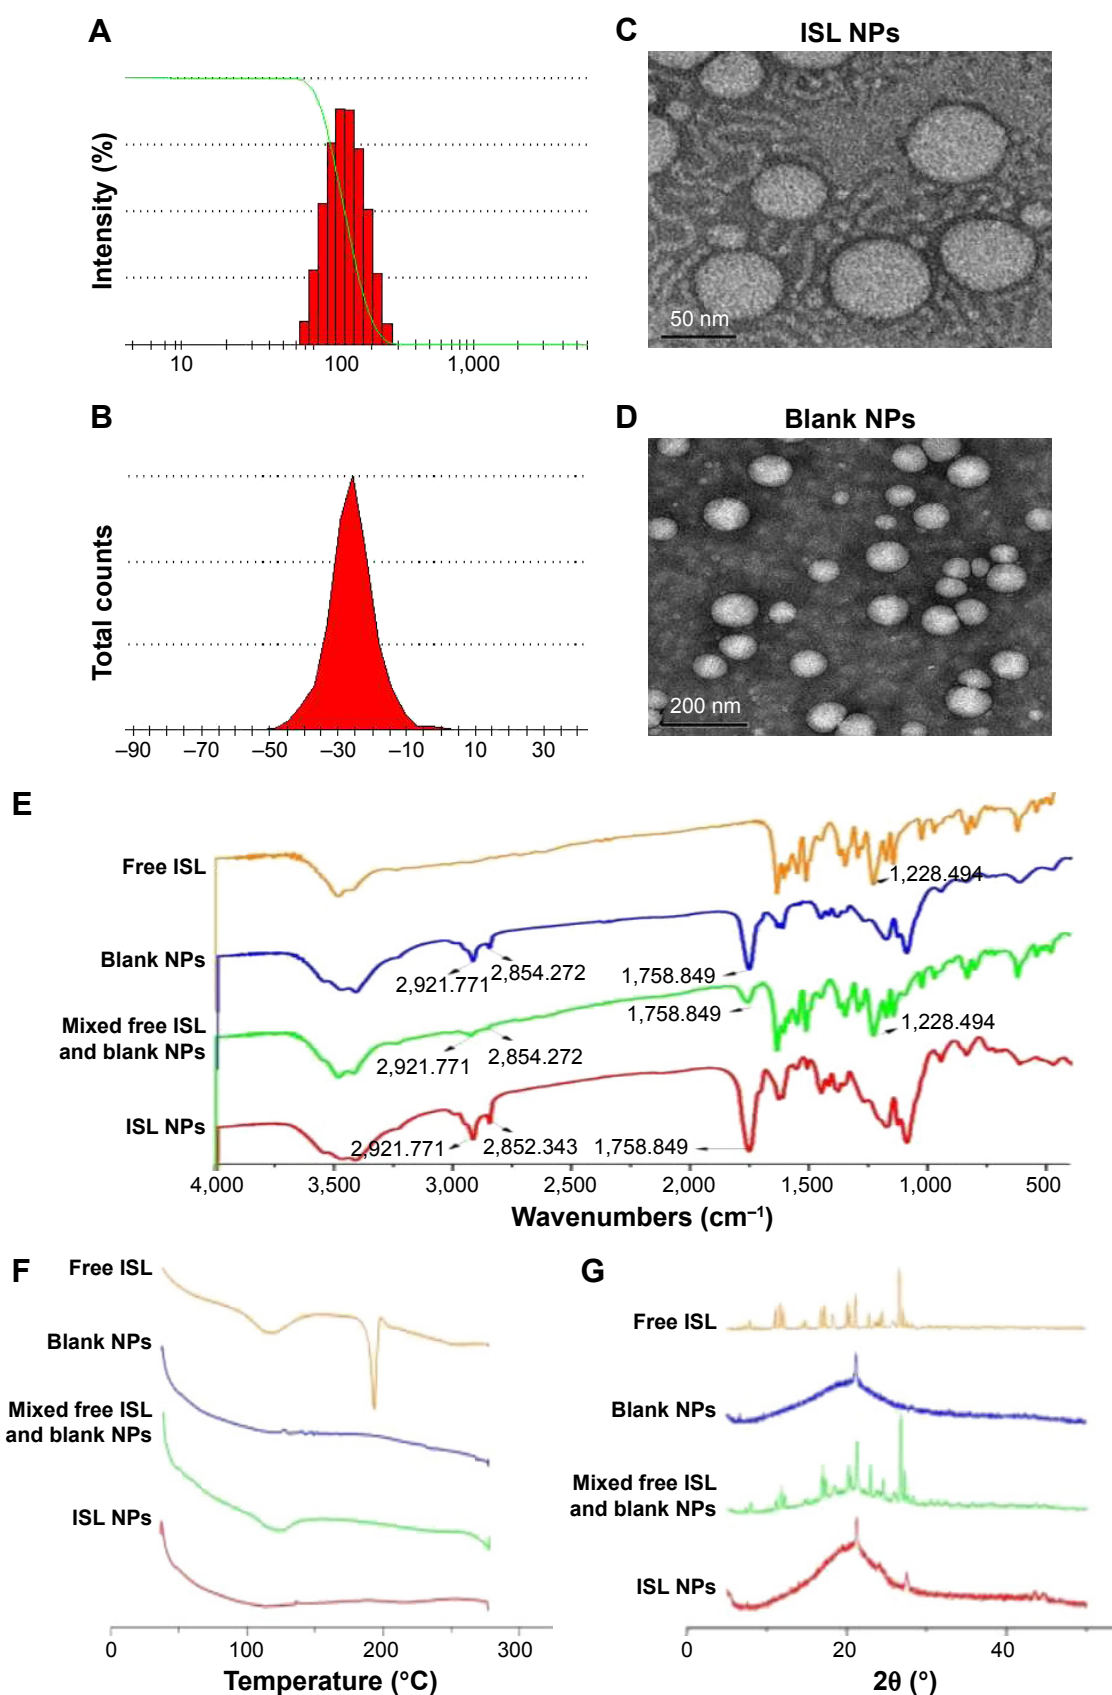 A
Intensity (%)
10 100 1,000
B
Total counts
–90 –70 –50 –30 –10 10 30
C
ISL NPs
50 nm
D
Blank NPs
200 nm
E
Free ISL
1,228.494
Blank NPs
2,921.771
2,854.272
1,758.849
Mixed free ISL
and blank NPs
2,921.771
2,854.272
1,758.849
1,228.494
ISL NPs
2,921.771
2,852.343
1,758.849
4,000 3,500 3,000 2,500 2,000 1,500 1,000 500
Wavenumbers (cm⁻¹)
F
Free ISL
Blank NPs
Mixed free ISL
and blank NPs
ISL NPs
0 100 200 300
Temperature (°C)
G
Free ISL
Blank NPs
Mixed free ISL
and blank NPs
ISL NPs
0 20 40
2θ (°)